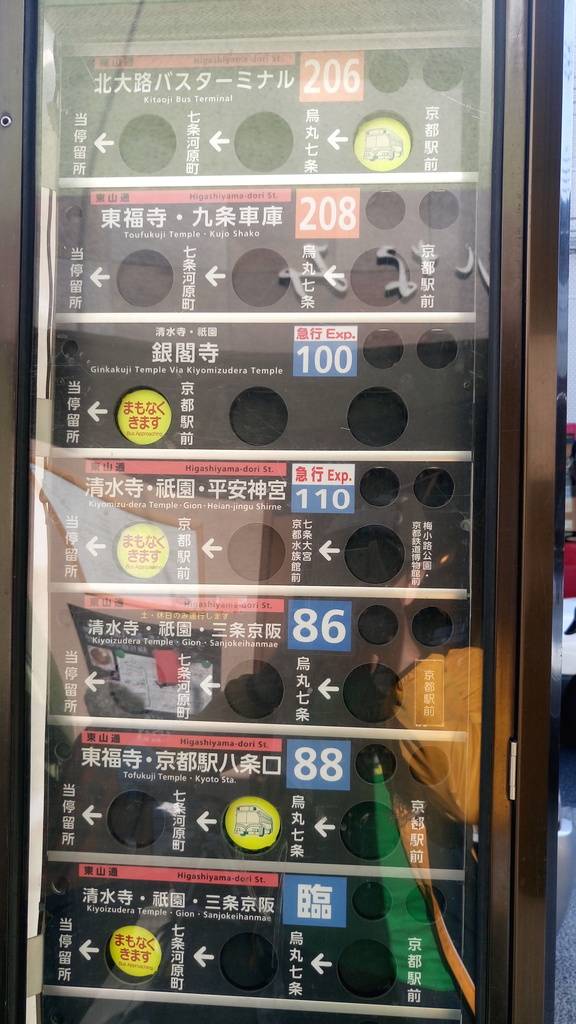 東山通 Higashiyama-dori St.
北大路バスターミナル 206
Kitaoji Bus Terminal
当停留所 ← 七条河原町 ← 烏丸七条 ← 京都駅前
東山通 Higashiyama-dori St.
東福寺・九条車庫 208
Toufukuji Temple・Kujo Shako
当停留所 ← 七条河原町 ← 烏丸七条 ← 京都駅前
清水寺・祇園 急行 Exp.
銀閣寺 100
Ginkakuji Temple Via Kiyomizudera Temple
当停留所 ← まもなくきます Bus Approaching 京都駅前
東山通 Higashiyama-dori St. 急行 Exp.
清水寺・祇園・平安神宮 110
Kiyomizu-dera Temple・Gion・Heian-jingu Shirne
当停留所 ← まもなくきます Bus Approaching 京都駅前 ← 七条大宮・京都水族館前 ← 梅小路公園・京都鉄道博物館前
東山通 Higashiyama-dori St.
土・休日のみ運行します
清水寺・祇園・三条京阪 86
Kiyoizudera Temple・Gion・Sanjokeihanmae
当停留所 ← 七条河原町 ← 烏丸七条 ← 京都駅前
東山通 Higashiyama-dori St.
東福寺・京都駅八条口 88
Tofukuji Temple・Kyoto Sta.
当停留所 ← 七条河原町 ← 烏丸七条 ← 京都駅前
東山通 Higashiyama-dori St.
清水寺・祇園・三条京阪 臨
Kiyoizudera Temple・Gion・Sanjokeihanmae
当停留所 ← まもなくきます Bus Approaching 七条河原町 ← 烏丸七条 ← 京都駅前